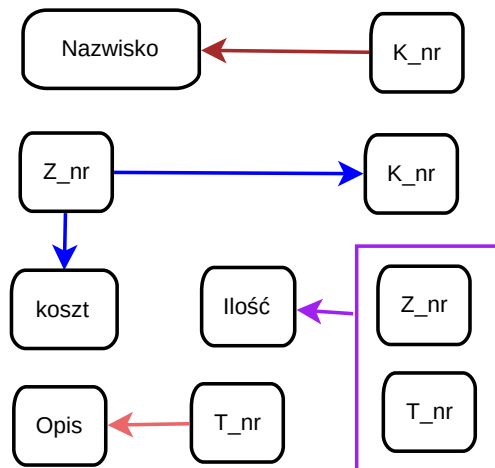 Nazwisko
K_nr
Z_nr
K_nr
koszt
Ilość
Z_nr
Opis
T_nr
T_nr